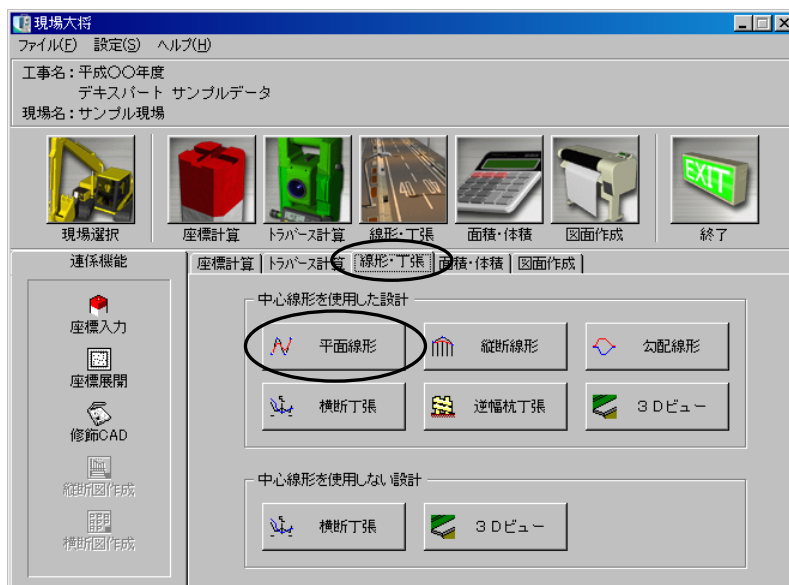 現場大将
ファイル(F) 設定(S) ヘルプ(H)
工事名：平成〇〇年度
デキスパート サンプルデータ
現場名：サンプル現場
EXIT
現場選択 座標計算 トラバース計算 線形・丁張 面積・体積 図面作成 終了
連係機能
座標計算 トラバース計算 線形・丁張 面積・体積 図面作成
中心線形を使用した設計
座標入力
平面線形 縦断線形 勾配線形
座標展開
横断丁張 逆幅杭丁張 3Dビュー
修飾CAD
縦断図作成
中心線形を使用しない設計
横断図作成
横断丁張 3Dビュー